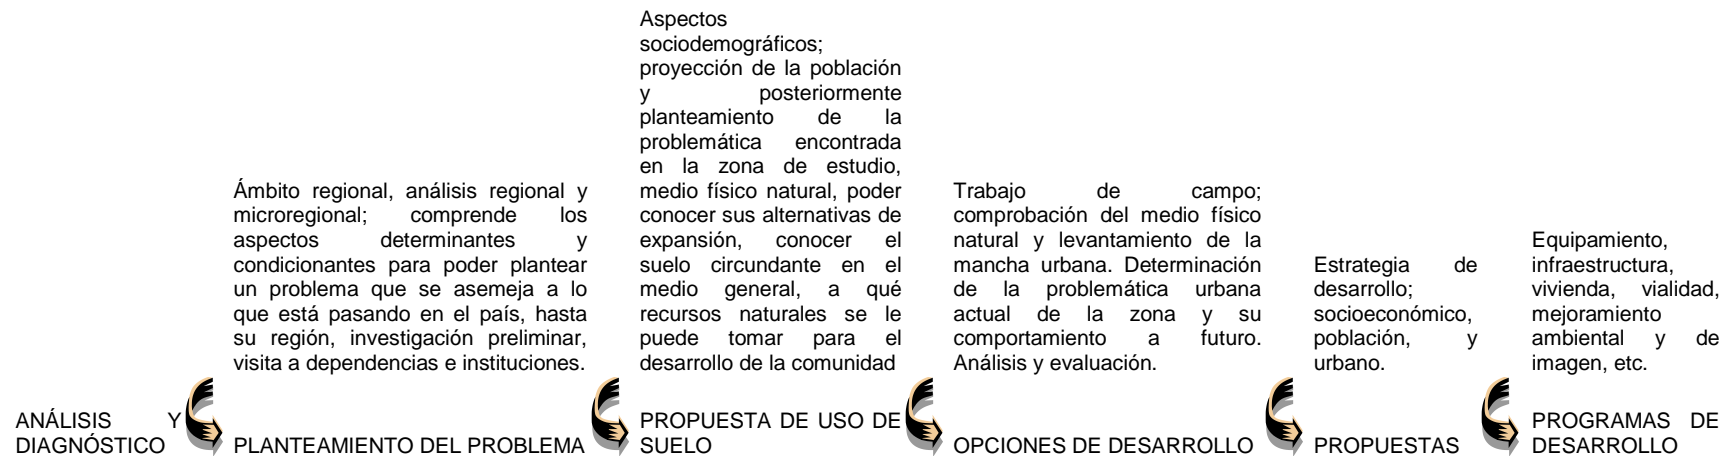 ANÁLISIS Y
DIAGNÓSTICO
Ámbito regional, análisis regional y
microregional; comprende los
aspectos determinantes y
condicionantes para poder plantear
un problema que se asemeja a lo
que está pasando en el país, hasta
su región, investigación preliminar,
visita a dependencias e instituciones.
PLANTEAMIENTO DEL PROBLEMA
Aspectos
sociodemográficos;
proyección de la población
y posteriormente
planteamiento de la
problemática encontrada
en la zona de estudio,
medio físico natural, poder
conocer sus alternativas de
expansión, conocer el
suelo circundante en el
medio general, a qué
recursos naturales se le
puede tomar para el
desarrollo de la comunidad
PROPUESTA DE USO DE
SUELO
Trabajo de campo;
comprobación del medio físico
natural y levantamiento de la
mancha urbana. Determinación
de la problemática urbana
actual de la zona y su
comportamiento a futuro.
Análisis y evaluación.
OPCIONES DE DESARROLLO
Estrategia de
desarrollo;
socioeconómico,
población, y
urbano.
PROPUESTAS
Equipamiento,
infraestructura,
vivienda, vialidad,
mejoramiento
ambiental y de
imagen, etc.
PROGRAMAS DE
DESARROLLO